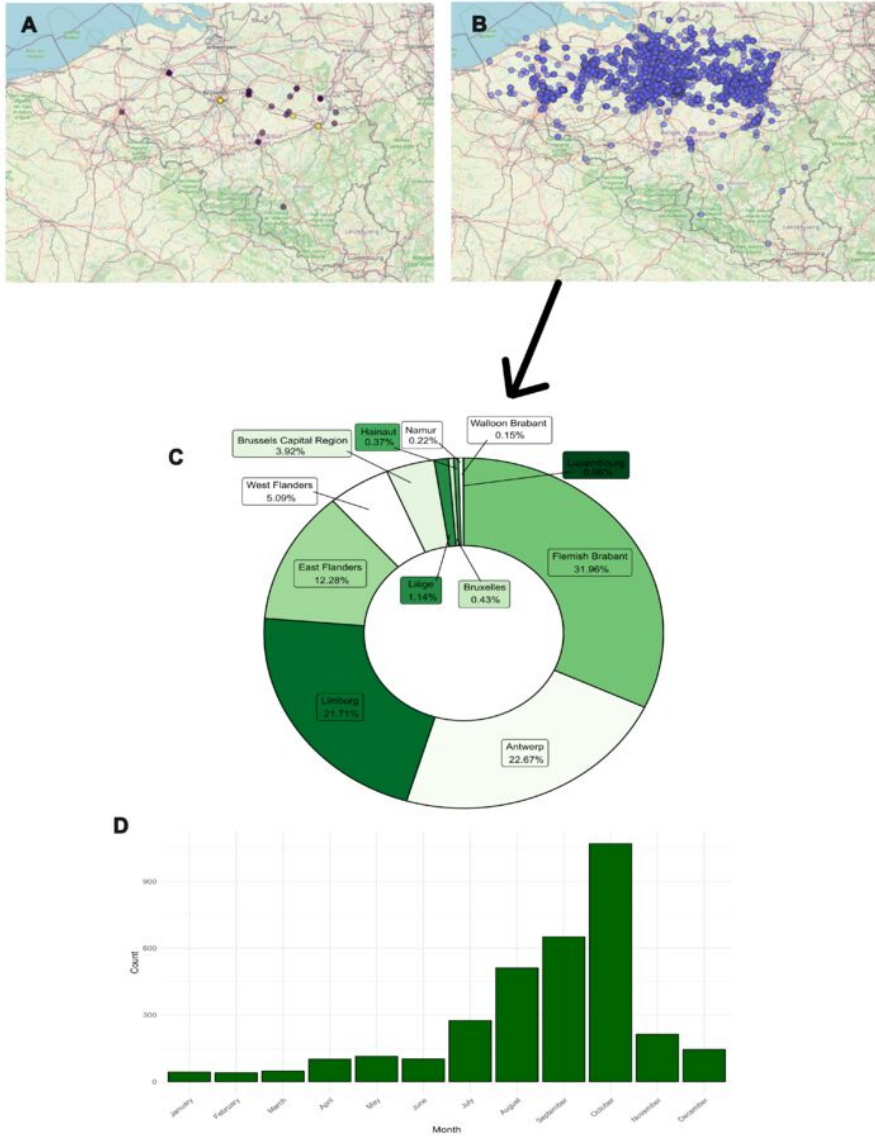 A
B
C
Brussels Capital Region
3.92%
Hainaut
0.37%
Namur
0.22%
Walloon Brabant
0.15%
West Flanders
5.09%
East Flanders
12.28%
Liège
1.14%
Bruxelles
0.43%
Flemish Brabant
31.96%
Limburg
21.71%
Antwerp
22.67%
Luxembourg
D
900
600
300
0
Count
January
February
March
April
May
June
July
August
September
October
November
December
Month